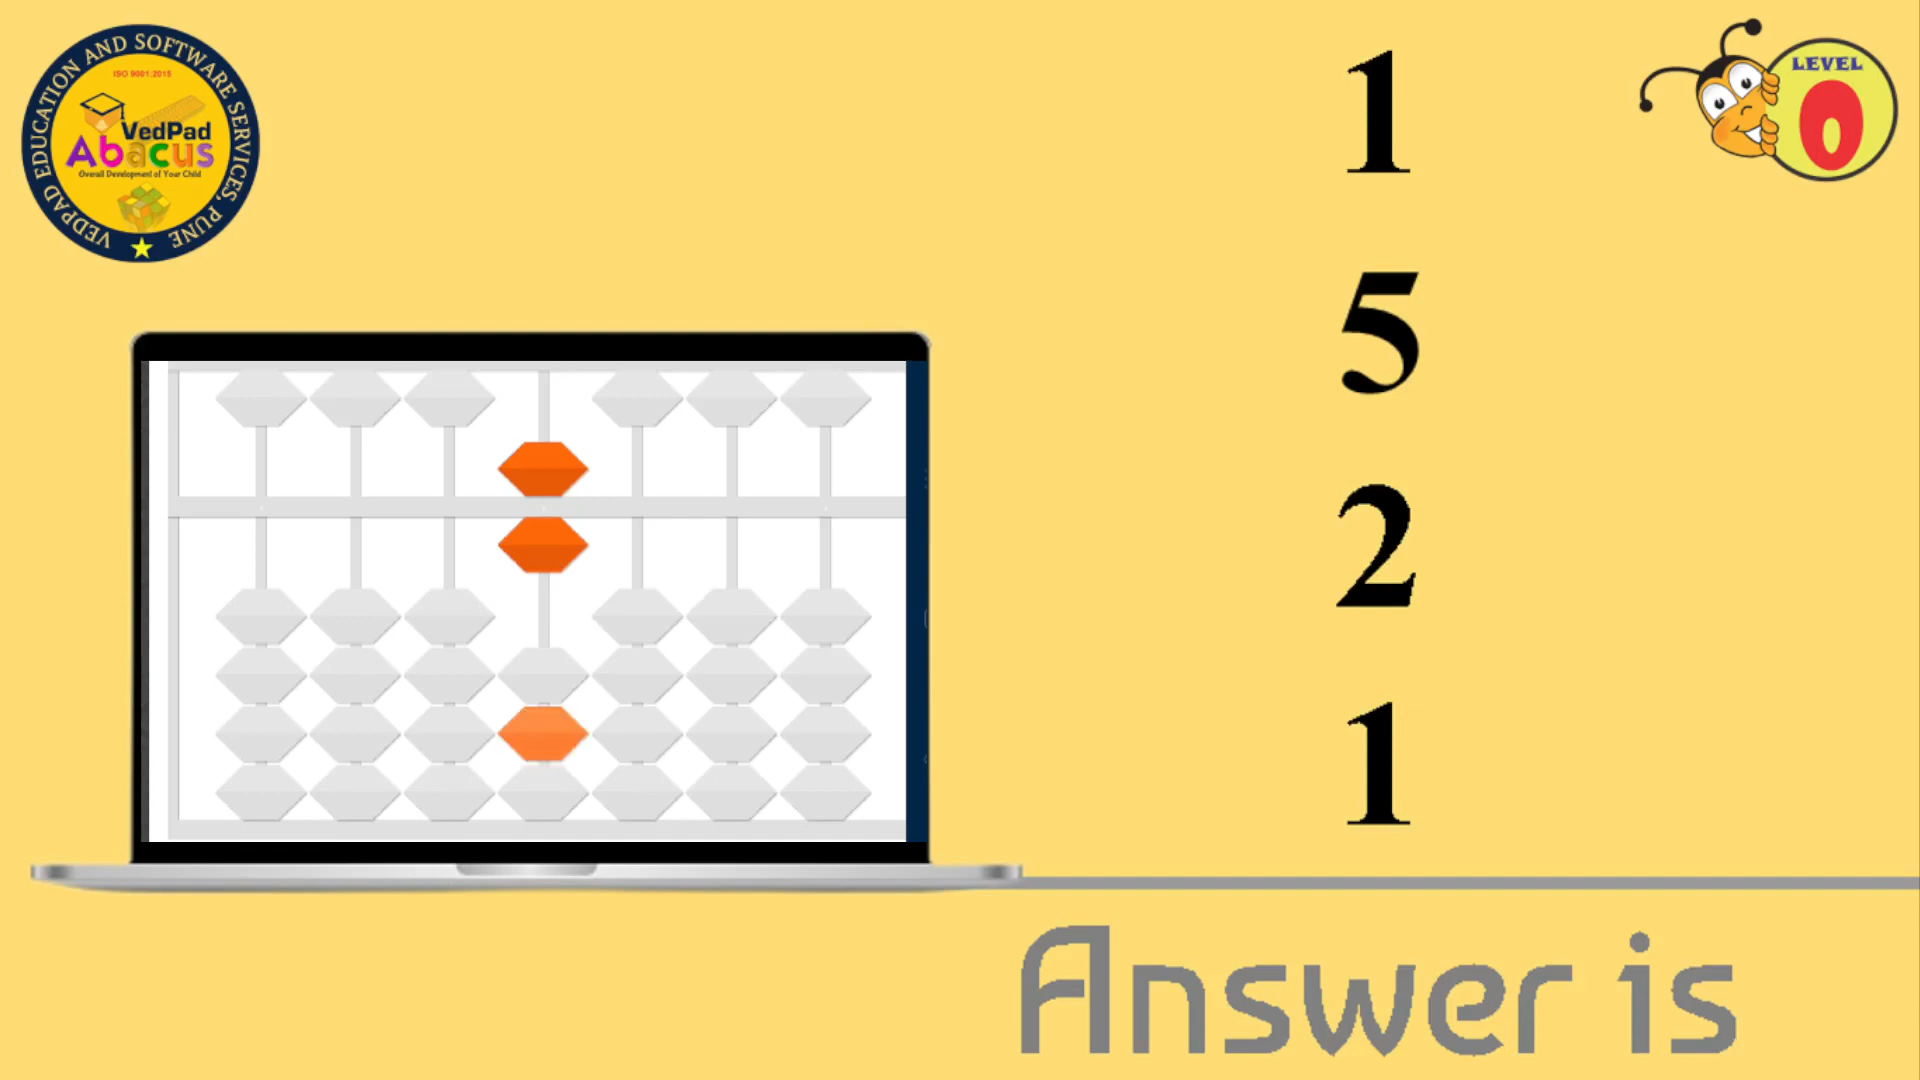 VEDPAD EDUCATION AND SOFTWARE SERVICES, PUNE
ISO 9001:2015
VedPad
Abacus
Overall Development of Your Child
LEVEL
0
1
5
2
1
Answer is